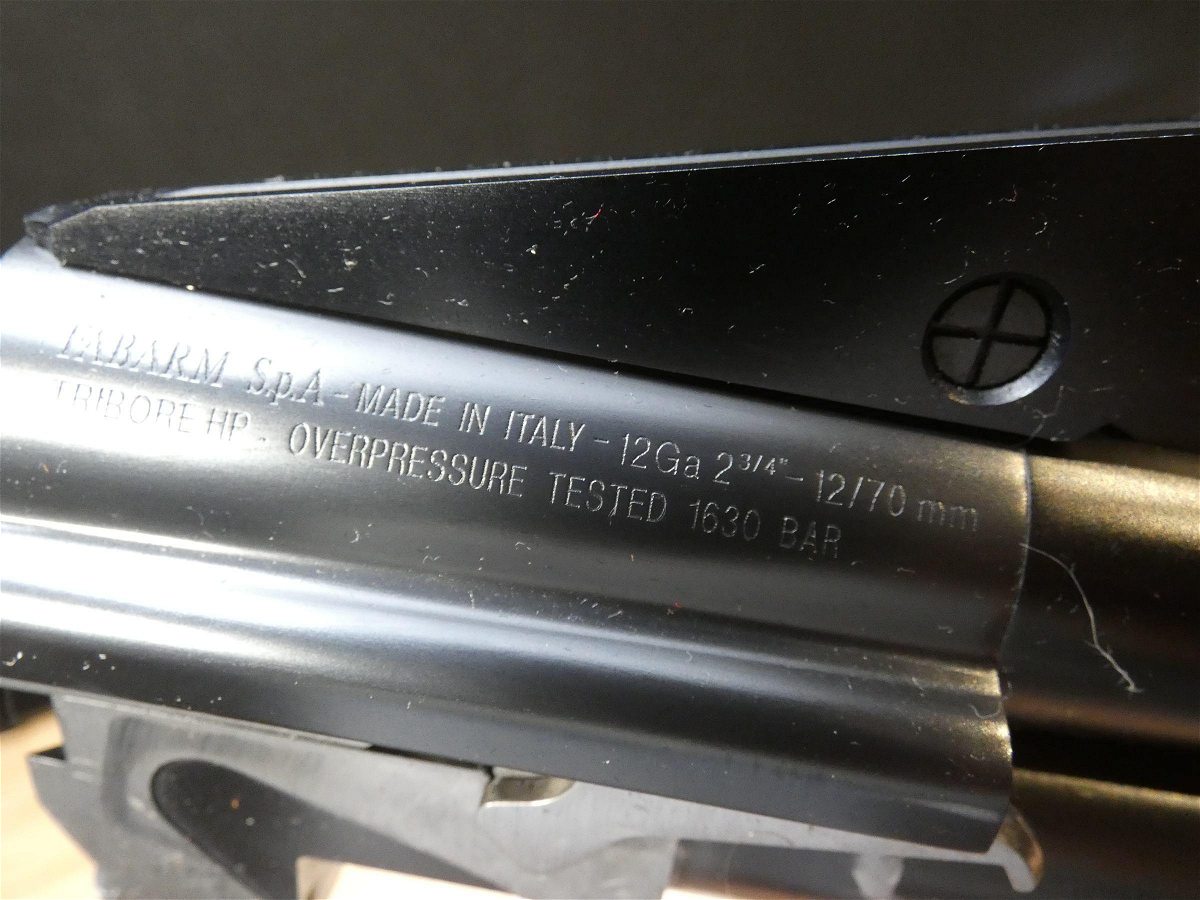 FABARM S.p.A - MADE IN ITALY - 12Ga 2 3/4" - 12/70 mm
TRIBORE HP - OVERPRESSURE TESTED 1630 BAR